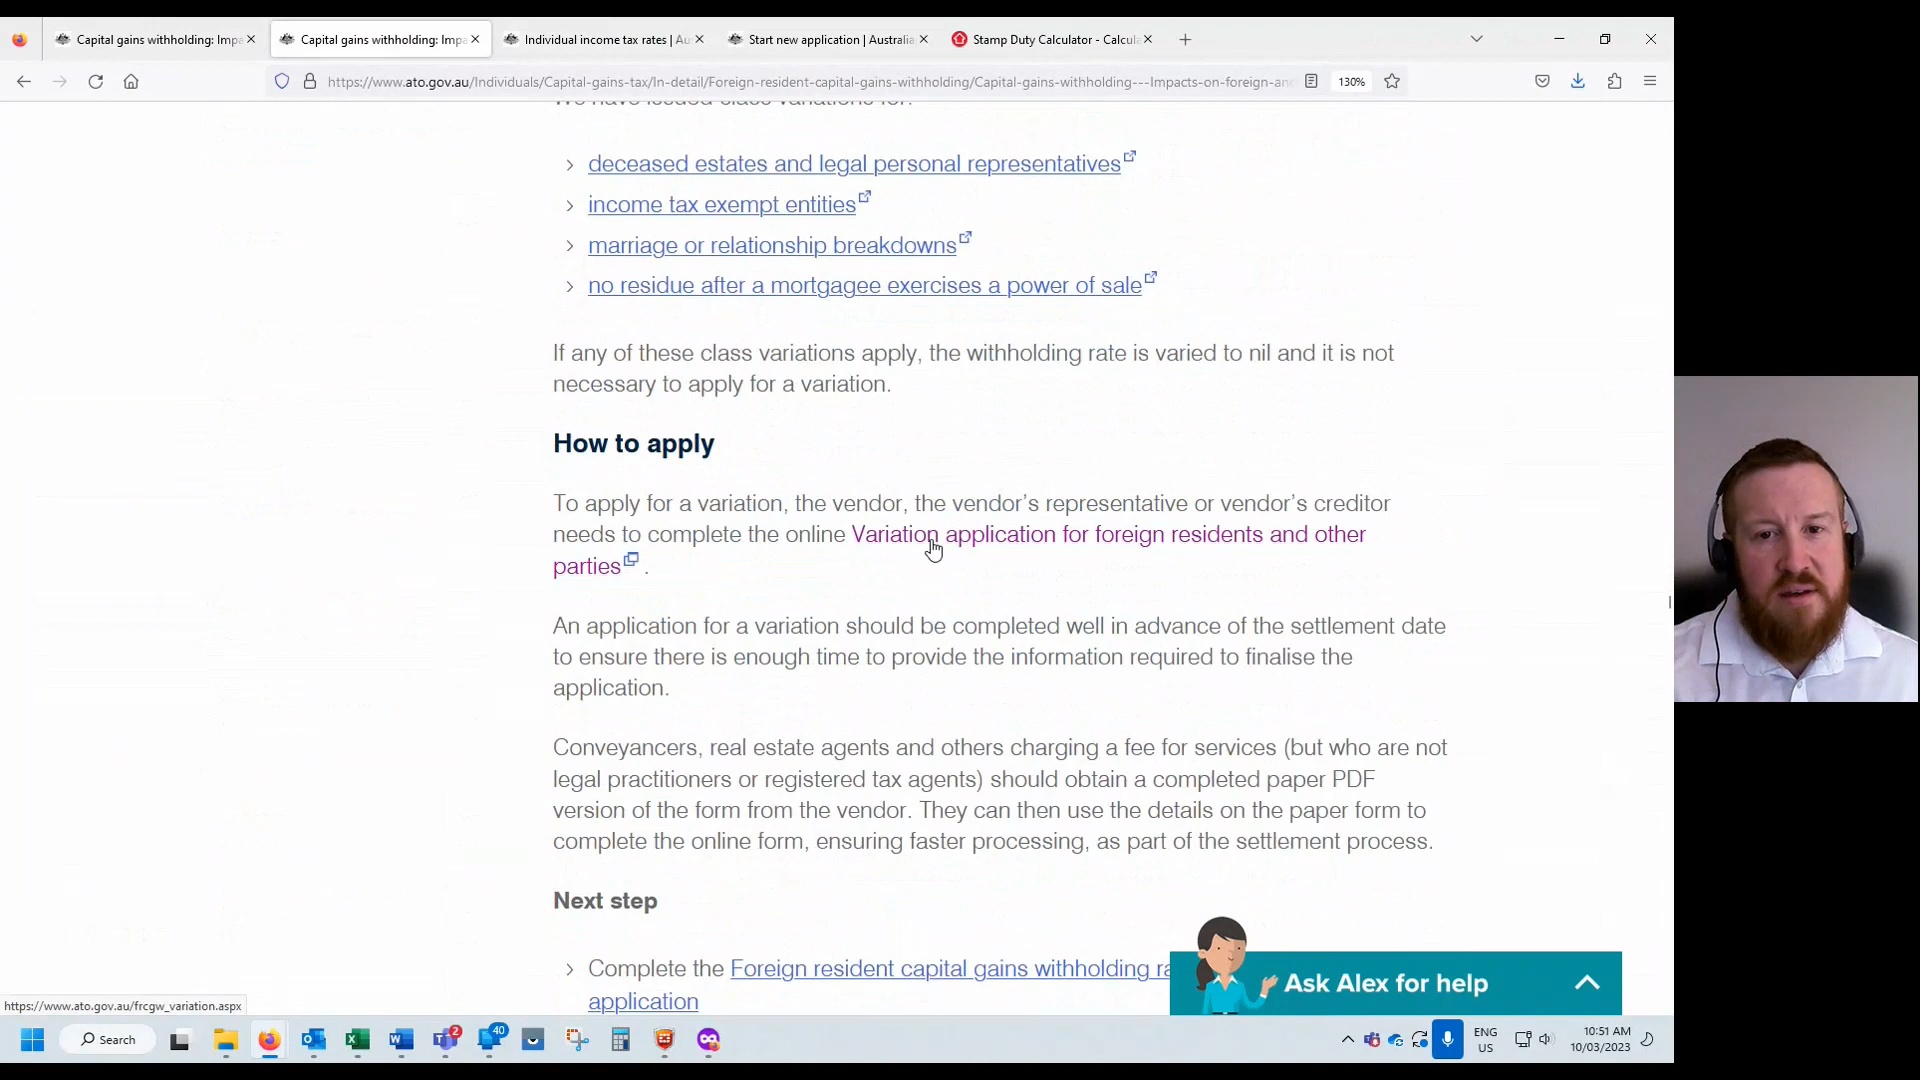 Capital gains withholding: Impa
Capital gains withholding: Impa
Individual income tax rates | Au
Start new application | Australia
Stamp Duty Calculator - Calcula
https://www.ato.gov.au/Individuals/Capital-gains-tax/In-detail/Foreign-resident-capital-gains-withholding/Capital-gains-withholding---Impacts-on-foreign-an
130%
We have issued class variations for:
deceased estates and legal personal representatives
income tax exempt entities
marriage or relationship breakdowns
no residue after a mortgagee exercises a power of sale
If any of these class variations apply, the withholding rate is varied to nil and it is not
necessary to apply for a variation.
How to apply
To apply for a variation, the vendor, the vendor's representative or vendor's creditor
needs to complete the online Variation application for foreign residents and other
parties .
An application for a variation should be completed well in advance of the settlement date
to ensure there is enough time to provide the information required to finalise the
application.
Conveyancers, real estate agents and others charging a fee for services (but who are not
legal practitioners or registered tax agents) should obtain a completed paper PDF
version of the form from the vendor. They can then use the details on the paper form to
complete the online form, ensuring faster processing, as part of the settlement process.
Next step
Complete the Foreign resident capital gains withholding ra
application
Ask Alex for help
https://www.ato.gov.au/frcgw_variation.aspx
Search
2
40
ENG
US
10:51 AM
10/03/2023